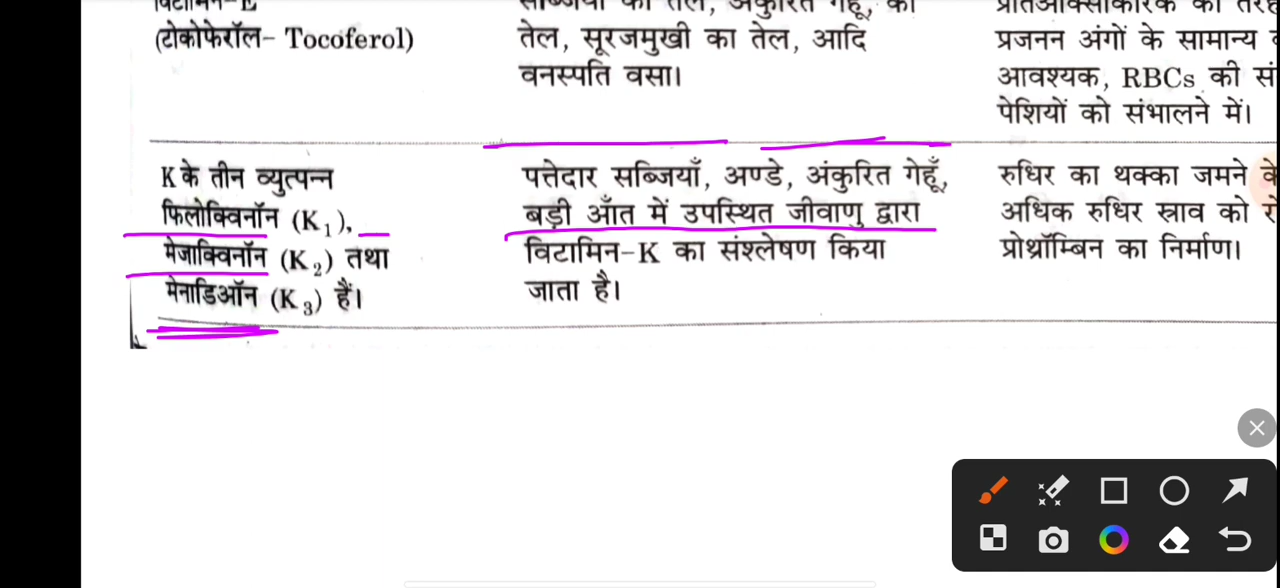 (टोकोफेरॉल– Tocoferol)
तेल, सूरजमुखी का तेल, आदि
वनस्पति वसा।
प्रजनन अंगों के सामान्य
आवश्यक, RBCs की
पेशियों को संभालने में।
K के तीन व्युत्पन्न
फिलोक्विनॉन (K₁),
मेजाक्विनॉन (K₂) तथा
मेनाडिऑन (K₃) हैं।
पत्तेदार सब्जियाँ, अण्डे, अंकुरित गेहूँ,
बड़ी आँत में उपस्थित जीवाणु द्वारा
विटामिन–K का संश्लेषण किया
जाता है।
रुधिर का थक्का जमने के
अधिक रुधिर स्राव को
प्रोथ्रॉम्बिन का निर्माण।